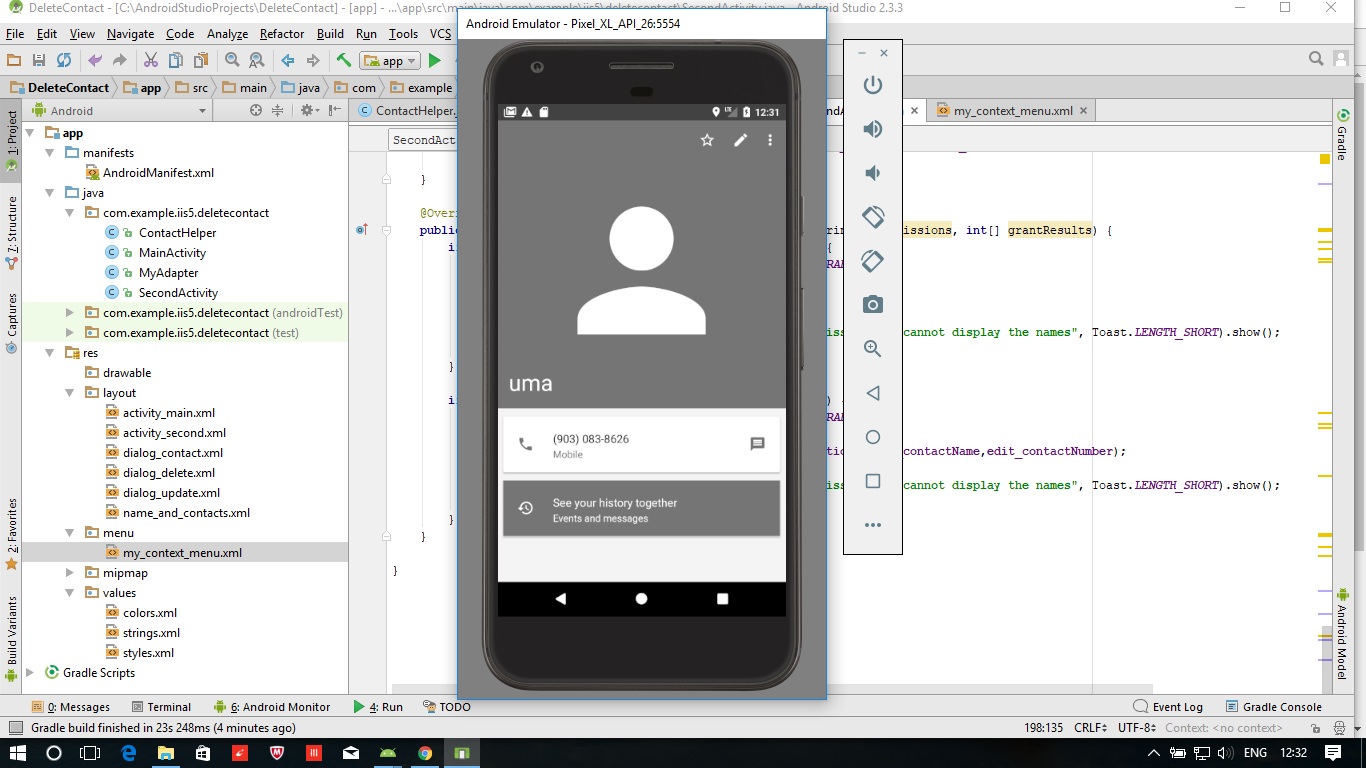 DeleteContact - [C:\AndroidStudioProjects\DeleteContact] - [app] - ...\app\src\main\java\com\example\iis5\deletecontact\SecondActivity.java - Android Studio 2.3.3
Android Emulator - Pixel_XL_API_26:5554
File Edit View Navigate Code Analyze Refactor Build Run Tools VCS
app
DeleteContact app src main java com example
Android
ContactHelper.
my_context_menu.xml
SecondAct
1: Project
7: Structure
Captures
2: Favorites
Build Variants
app
manifests
AndroidManifest.xml
java
com.example.iis5.deletecontact
ContactHelper
MainActivity
MyAdapter
SecondActivity
com.example.iis5.deletecontact (androidTest)
com.example.iis5.deletecontact (test)
res
drawable
layout
activity_main.xml
activity_second.xml
dialog_contact.xml
dialog_delete.xml
dialog_update.xml
name_and_contacts.xml
menu
my_context_menu.xml
mipmap
values
colors.xml
strings.xml
styles.xml
Gradle Scripts
}
@Overr
public
issions, int[] grantResults) {
{
cannot display the names", Toast.LENGTH_SHORT).show();
}
) {
contactName,edit_contactNumber);
cannot display the names", Toast.LENGTH_SHORT).show();
}
}
}
12:31
uma
(903) 083-8626
Mobile
See your history together
Events and messages
Gradle
Android Model
0: Messages Terminal 6: Android Monitor 4: Run TODO Event Log Gradle Console
Gradle build finished in 23s 248ms (4 minutes ago) 198:135 CRLF UTF-8 Context: <no context>
ENG 12:32